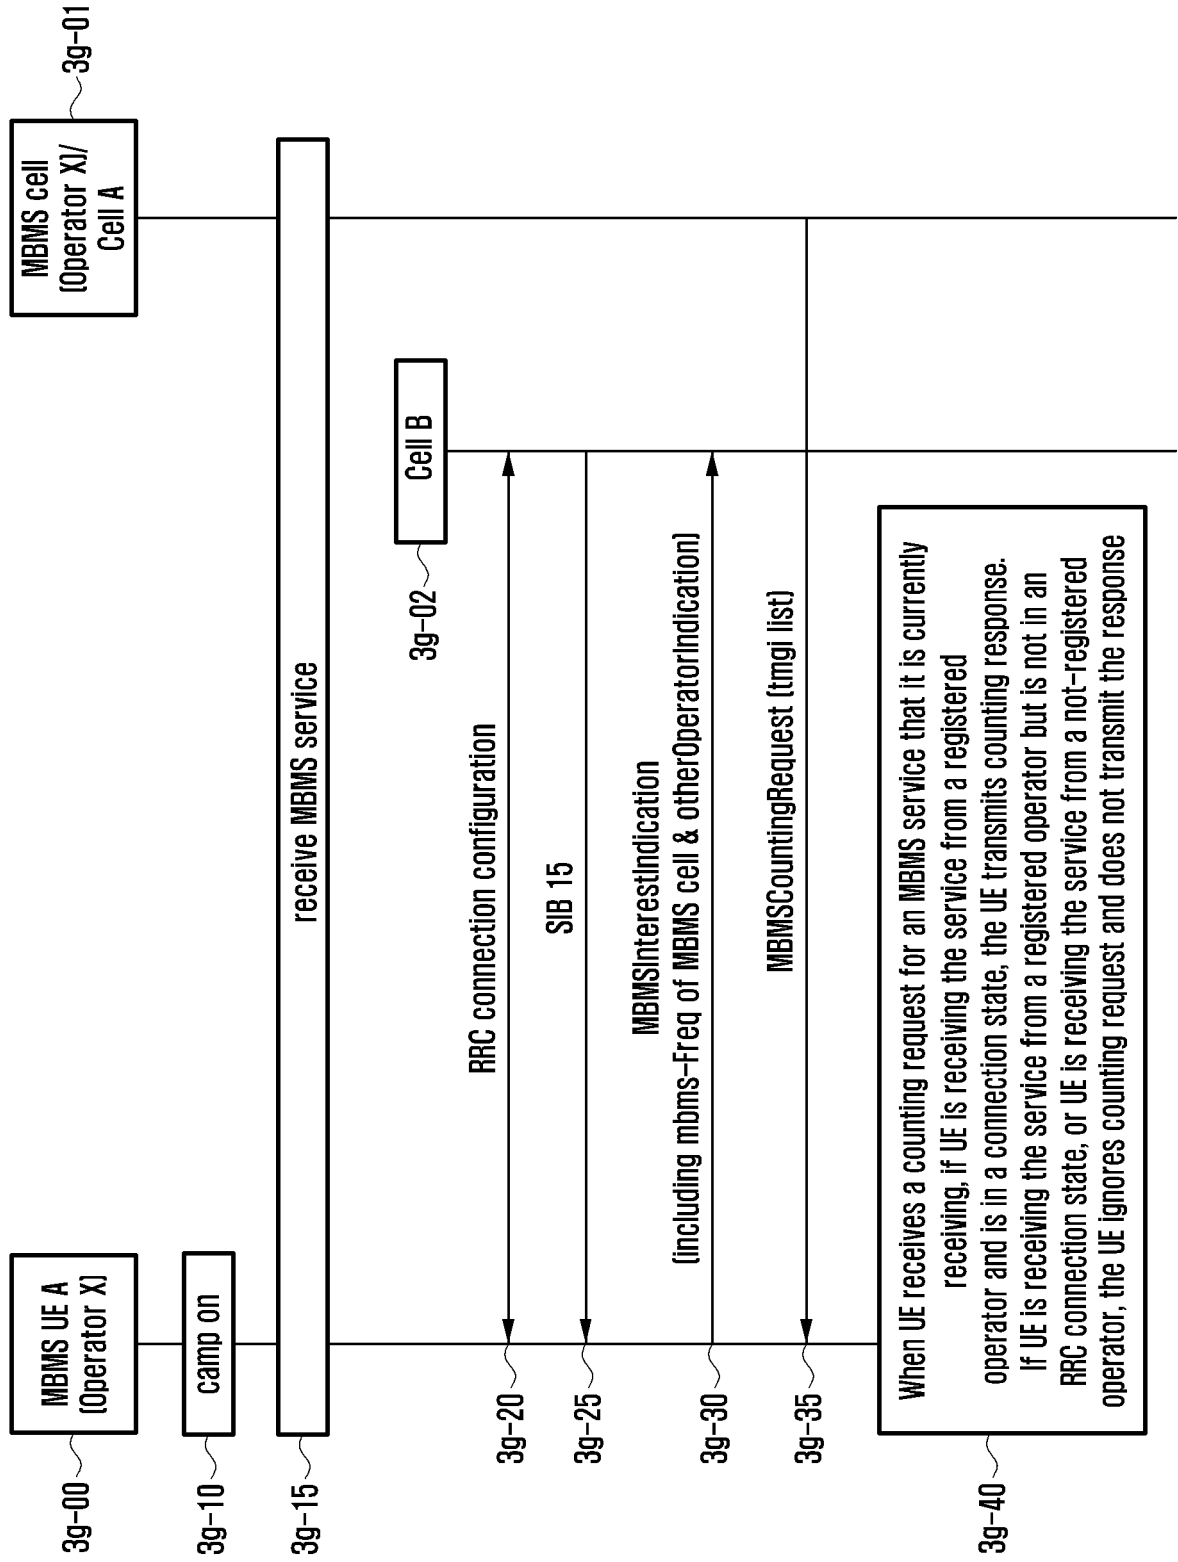 3g-00
MBMS UE A
(Operator X)
MBMS cell
(Operator X)/
Cell A
3g-01
3g-10
camp on
3g-15
receive MBMS service
3g-02
Cell B
3g-20
RRC connection configuration
3g-25
SIB 15
3g-30
MBMSInterestIndication
(including mbms-Freq of MBMS cell & otherOperatorIndication)
3g-35
MBMSCountingRequest (tmgi list)
3g-40
When UE receives a counting request for an MBMS service that it is currently
receiving, if UE is receiving the service from a registered
operator and is in a connection state, the UE transmits counting response.
If UE is receiving the service from a registered operator but is not in an
RRC connection state, or UE is receiving the service from a not-registered
operator, the UE ignores counting request and does not transmit the response